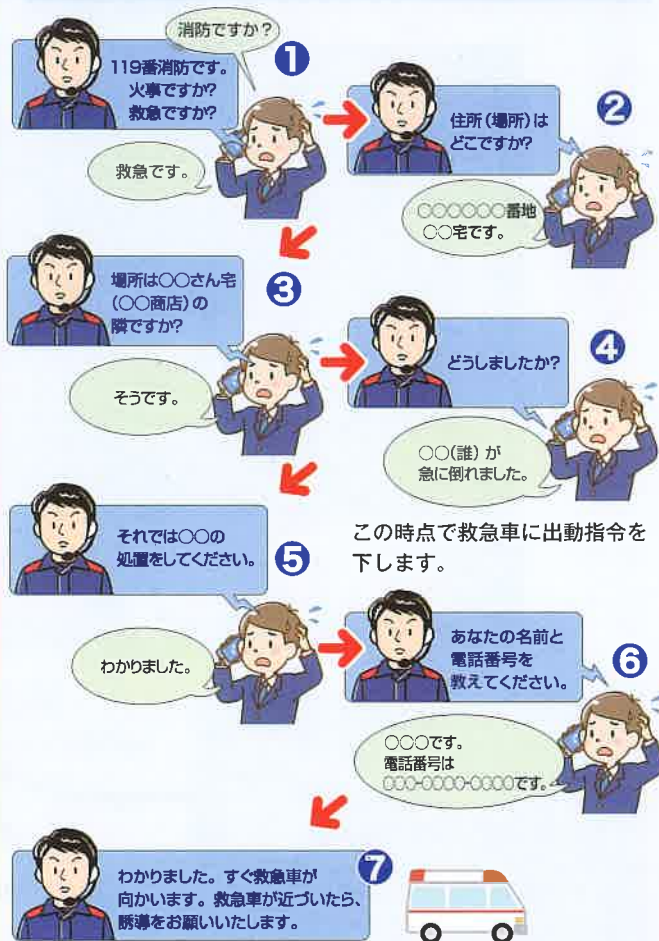 消防ですか？
❶
119番消防です。
火事ですか？
救急ですか？
救急です。
❷
住所（場所）は
どこですか？
○○○○○○番地
○○宅です。
❸
場所は○○さん宅
（○○商店）の
隣ですか？
そうです。
❹
どうしましたか？
○○（誰）が
急に倒れました。
この時点で救急車に出動指令を
下します。
❺
それでは○○の
処置をしてください。
わかりました。
❻
あなたの名前と
電話番号を
教えてください。
○○○です。
電話番号は
○○○-○○○○-○○○○です。
❼
わかりました。すぐ救急車が
向かいます。救急車が近づいたら、
誘導をお願いいたします。